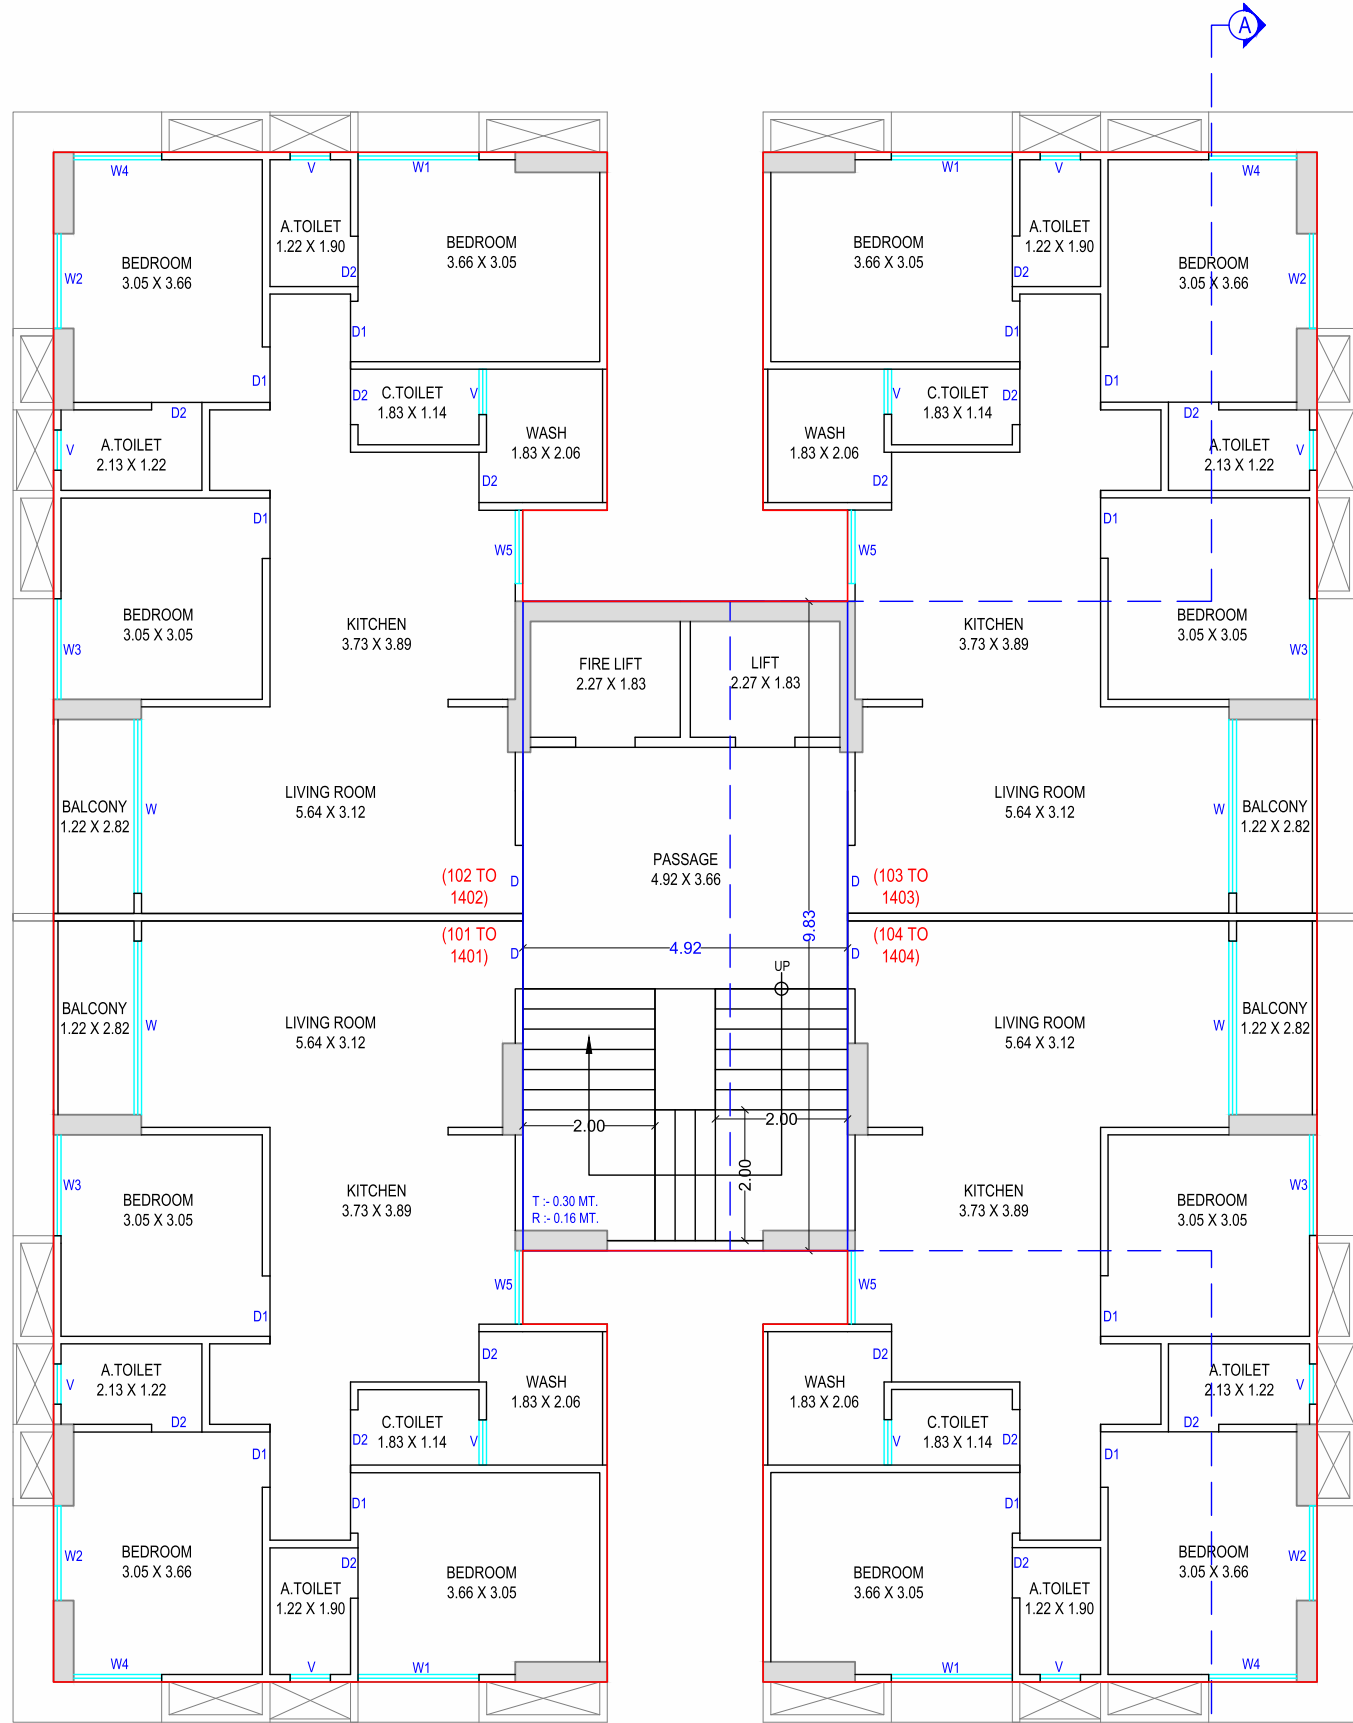 A
W4
V
W1
W1
V
W4
A.TOILET
1.22 X 1.90
BEDROOM
3.66 X 3.05
BEDROOM
3.66 X 3.05
A.TOILET
1.22 X 1.90
BEDROOM
3.05 X 3.66
BEDROOM
3.05 X 3.66
W2
D2
D2
W2
D1
D1
D1
D1
D2
C.TOILET
1.83 X 1.14
V
V
C.TOILET
1.83 X 1.14
D2
D2
D2
WASH
1.83 X 2.06
WASH
1.83 X 2.06
V
A.TOILET
2.13 X 1.22
A.TOILET
2.13 X 1.22
V
D2
D2
D1
D1
W5
W5
BEDROOM
3.05 X 3.05
BEDROOM
3.05 X 3.05
W3
W3
KITCHEN
3.73 X 3.89
KITCHEN
3.73 X 3.89
FIRE LIFT
2.27 X 1.83
LIFT
2.27 X 1.83
LIVING ROOM
5.64 X 3.12
LIVING ROOM
5.64 X 3.12
BALCONY
1.22 X 2.82
W
W
BALCONY
1.22 X 2.82
PASSAGE
4.92 X 3.66
(102 TO
1402)
D
D
(103 TO
1403)
9.83
(101 TO
1401)
D
4.92
D
(104 TO
1404)
UP
BALCONY
1.22 X 2.82
W
LIVING ROOM
5.64 X 3.12
LIVING ROOM
5.64 X 3.12
W
BALCONY
1.22 X 2.82
2.00
2.00
2.00
T :- 0.30 MT.
R :- 0.16 MT.
W3
BEDROOM
3.05 X 3.05
KITCHEN
3.73 X 3.89
KITCHEN
3.73 X 3.89
BEDROOM
3.05 X 3.05
W3
W5
W5
D1
D1
D2
D2
V
A.TOILET
2.13 X 1.22
A.TOILET
2.13 X 1.22
V
WASH
1.83 X 2.06
WASH
1.83 X 2.06
D2
D2
C.TOILET
1.83 X 1.14
C.TOILET
1.83 X 1.14
D2
V
V
D2
D1
D1
D1
D1
W2
BEDROOM
3.05 X 3.66
BEDROOM
3.05 X 3.66
W2
D2
D2
BEDROOM
3.66 X 3.05
BEDROOM
3.66 X 3.05
A.TOILET
1.22 X 1.90
A.TOILET
1.22 X 1.90
W4
V
W1
W1
V
W4